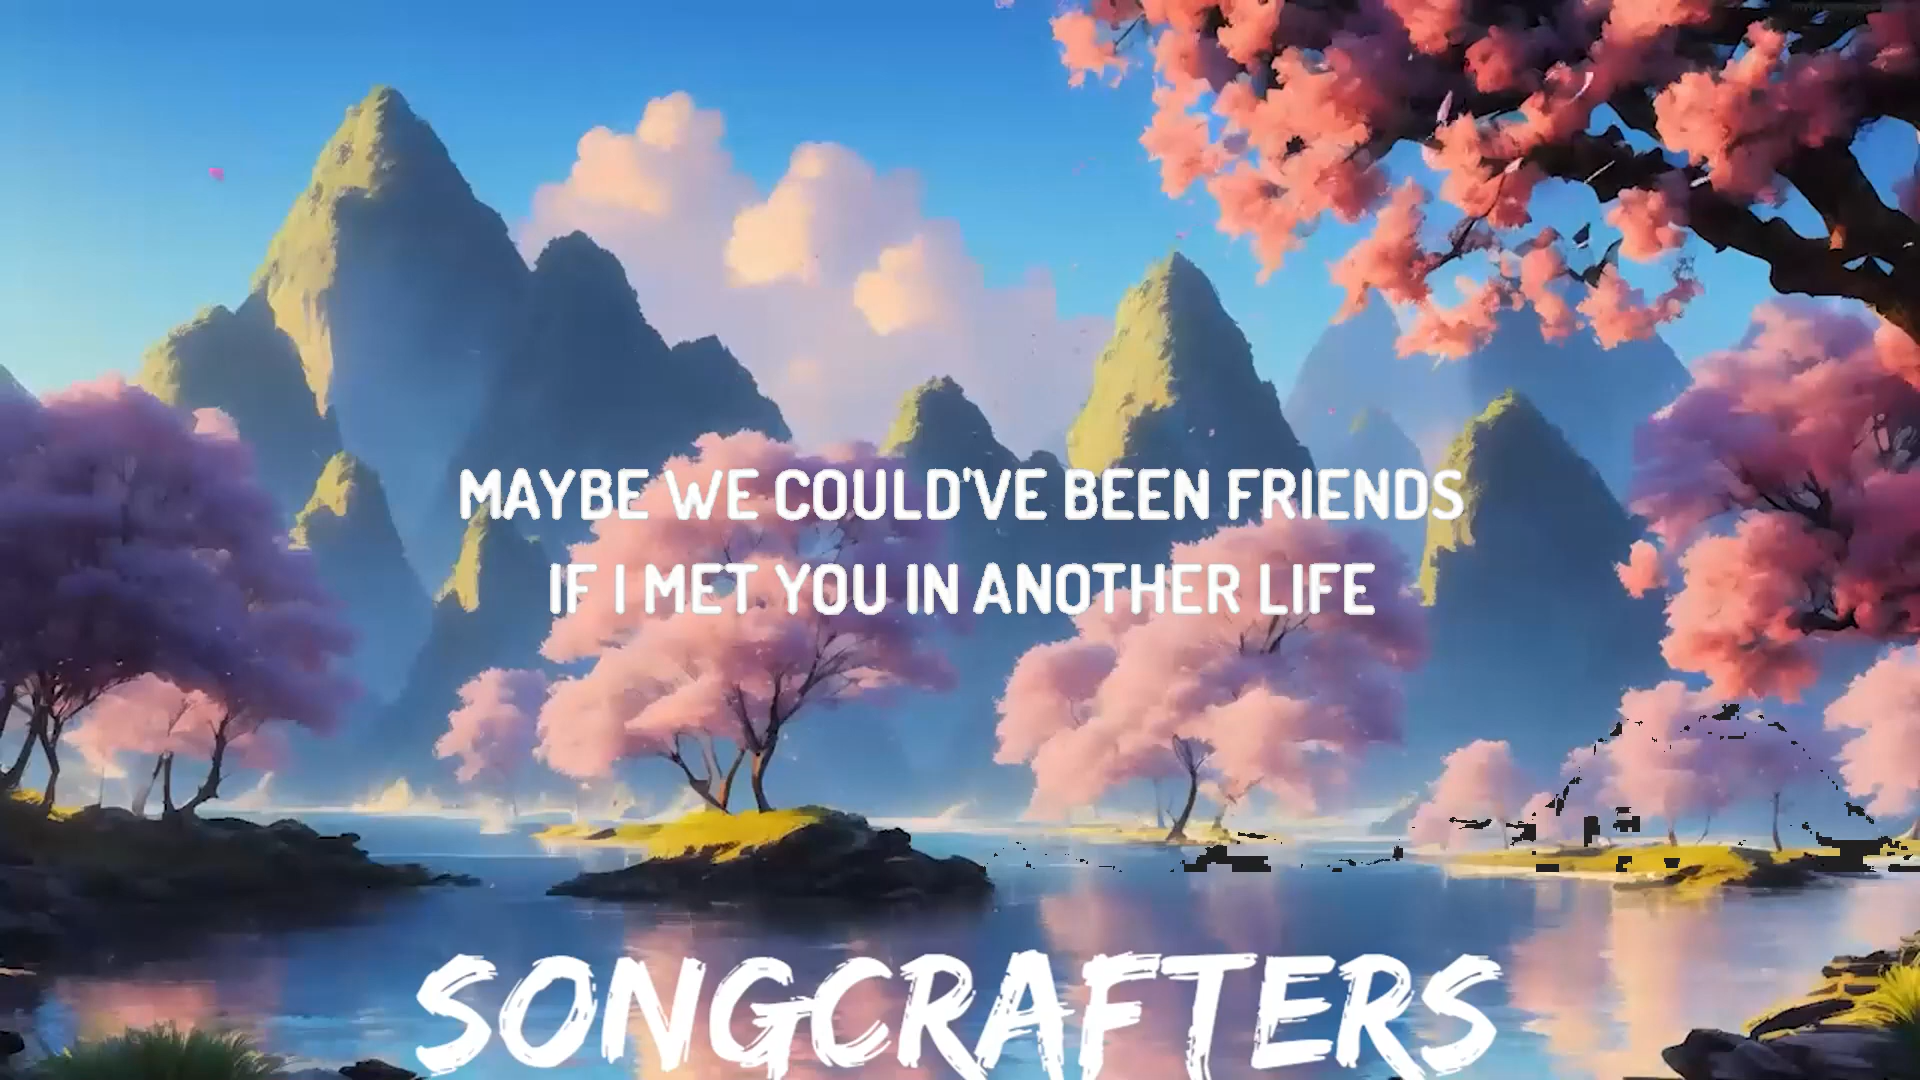 MAYBE WE COULD'VE BEEN FRIENDS
IF I MET YOU IN ANOTHER LIFE
SONGCRAFTERS